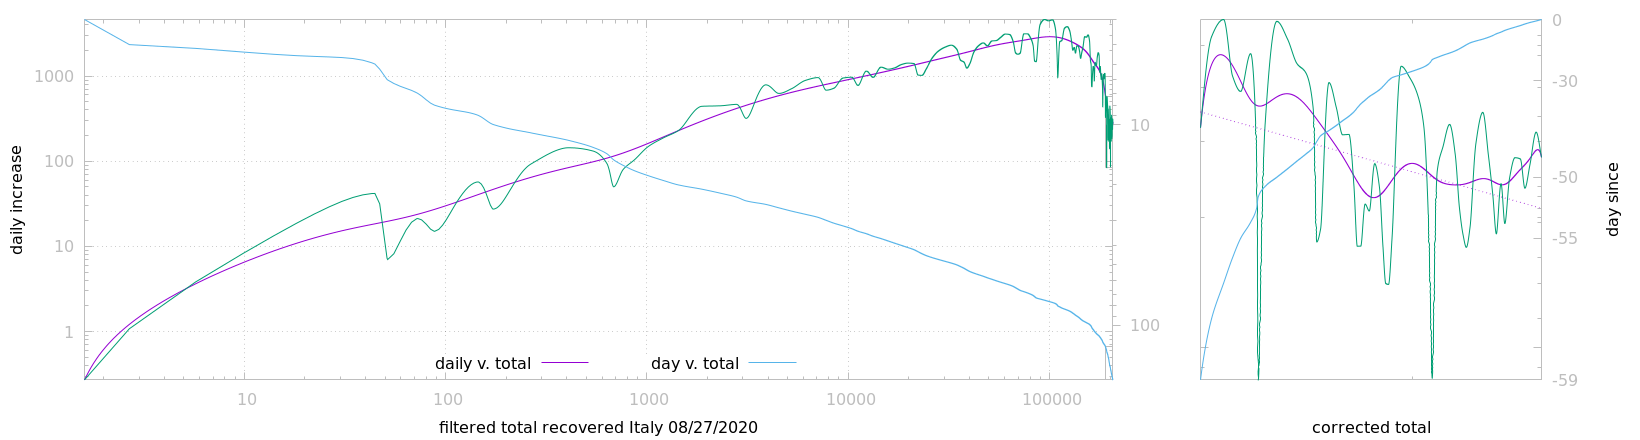 daily increase
1000
100
10
1
10
100
1000
10000
100000
daily v. total
day v. total
filtered total recovered Italy 08/27/2020
10
100
0
-30
-50
-55
-59
day since
corrected total